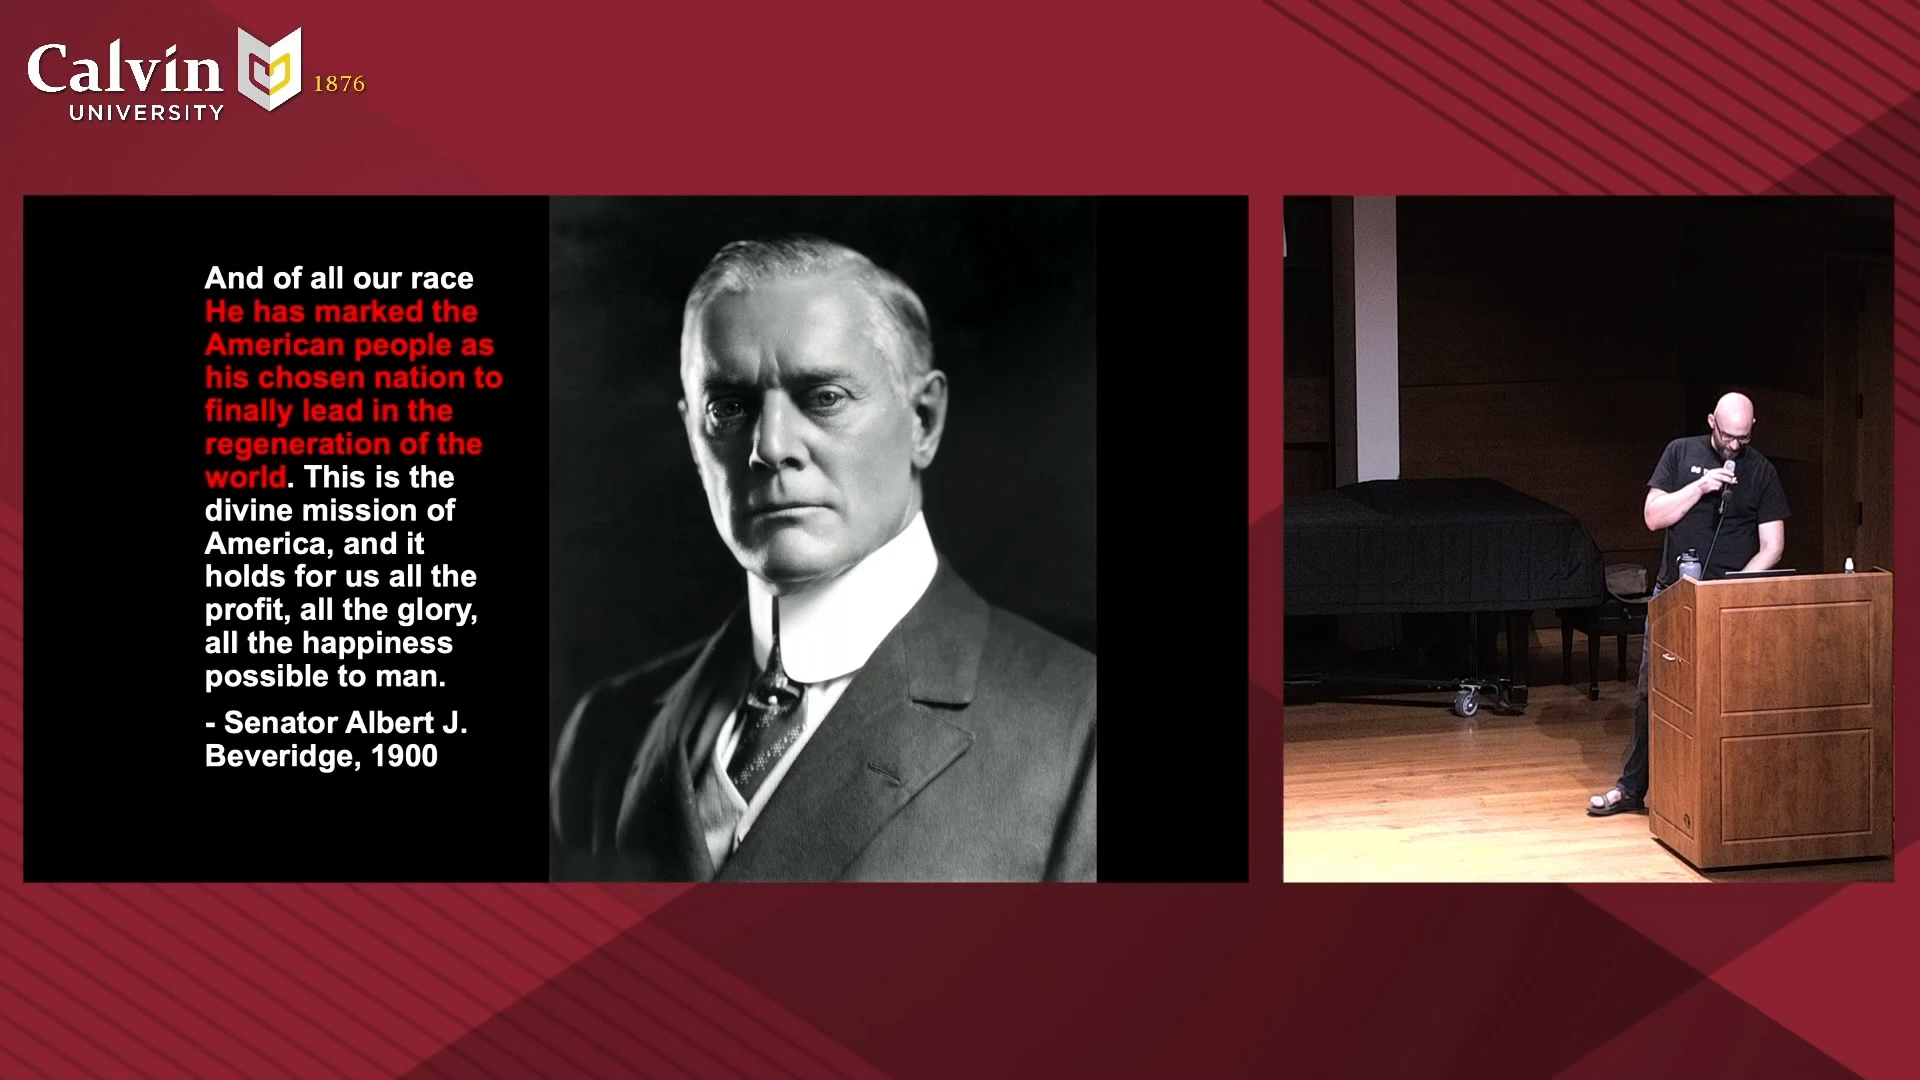 Calvin
UNIVERSITY
1876
And of all our race
He has marked the
American people as
his chosen nation to
finally lead in the
regeneration of the
world. This is the
divine mission of
America, and it
holds for us all the
profit, all the glory,
all the happiness
possible to man.
- Senator Albert J.
Beveridge, 1900